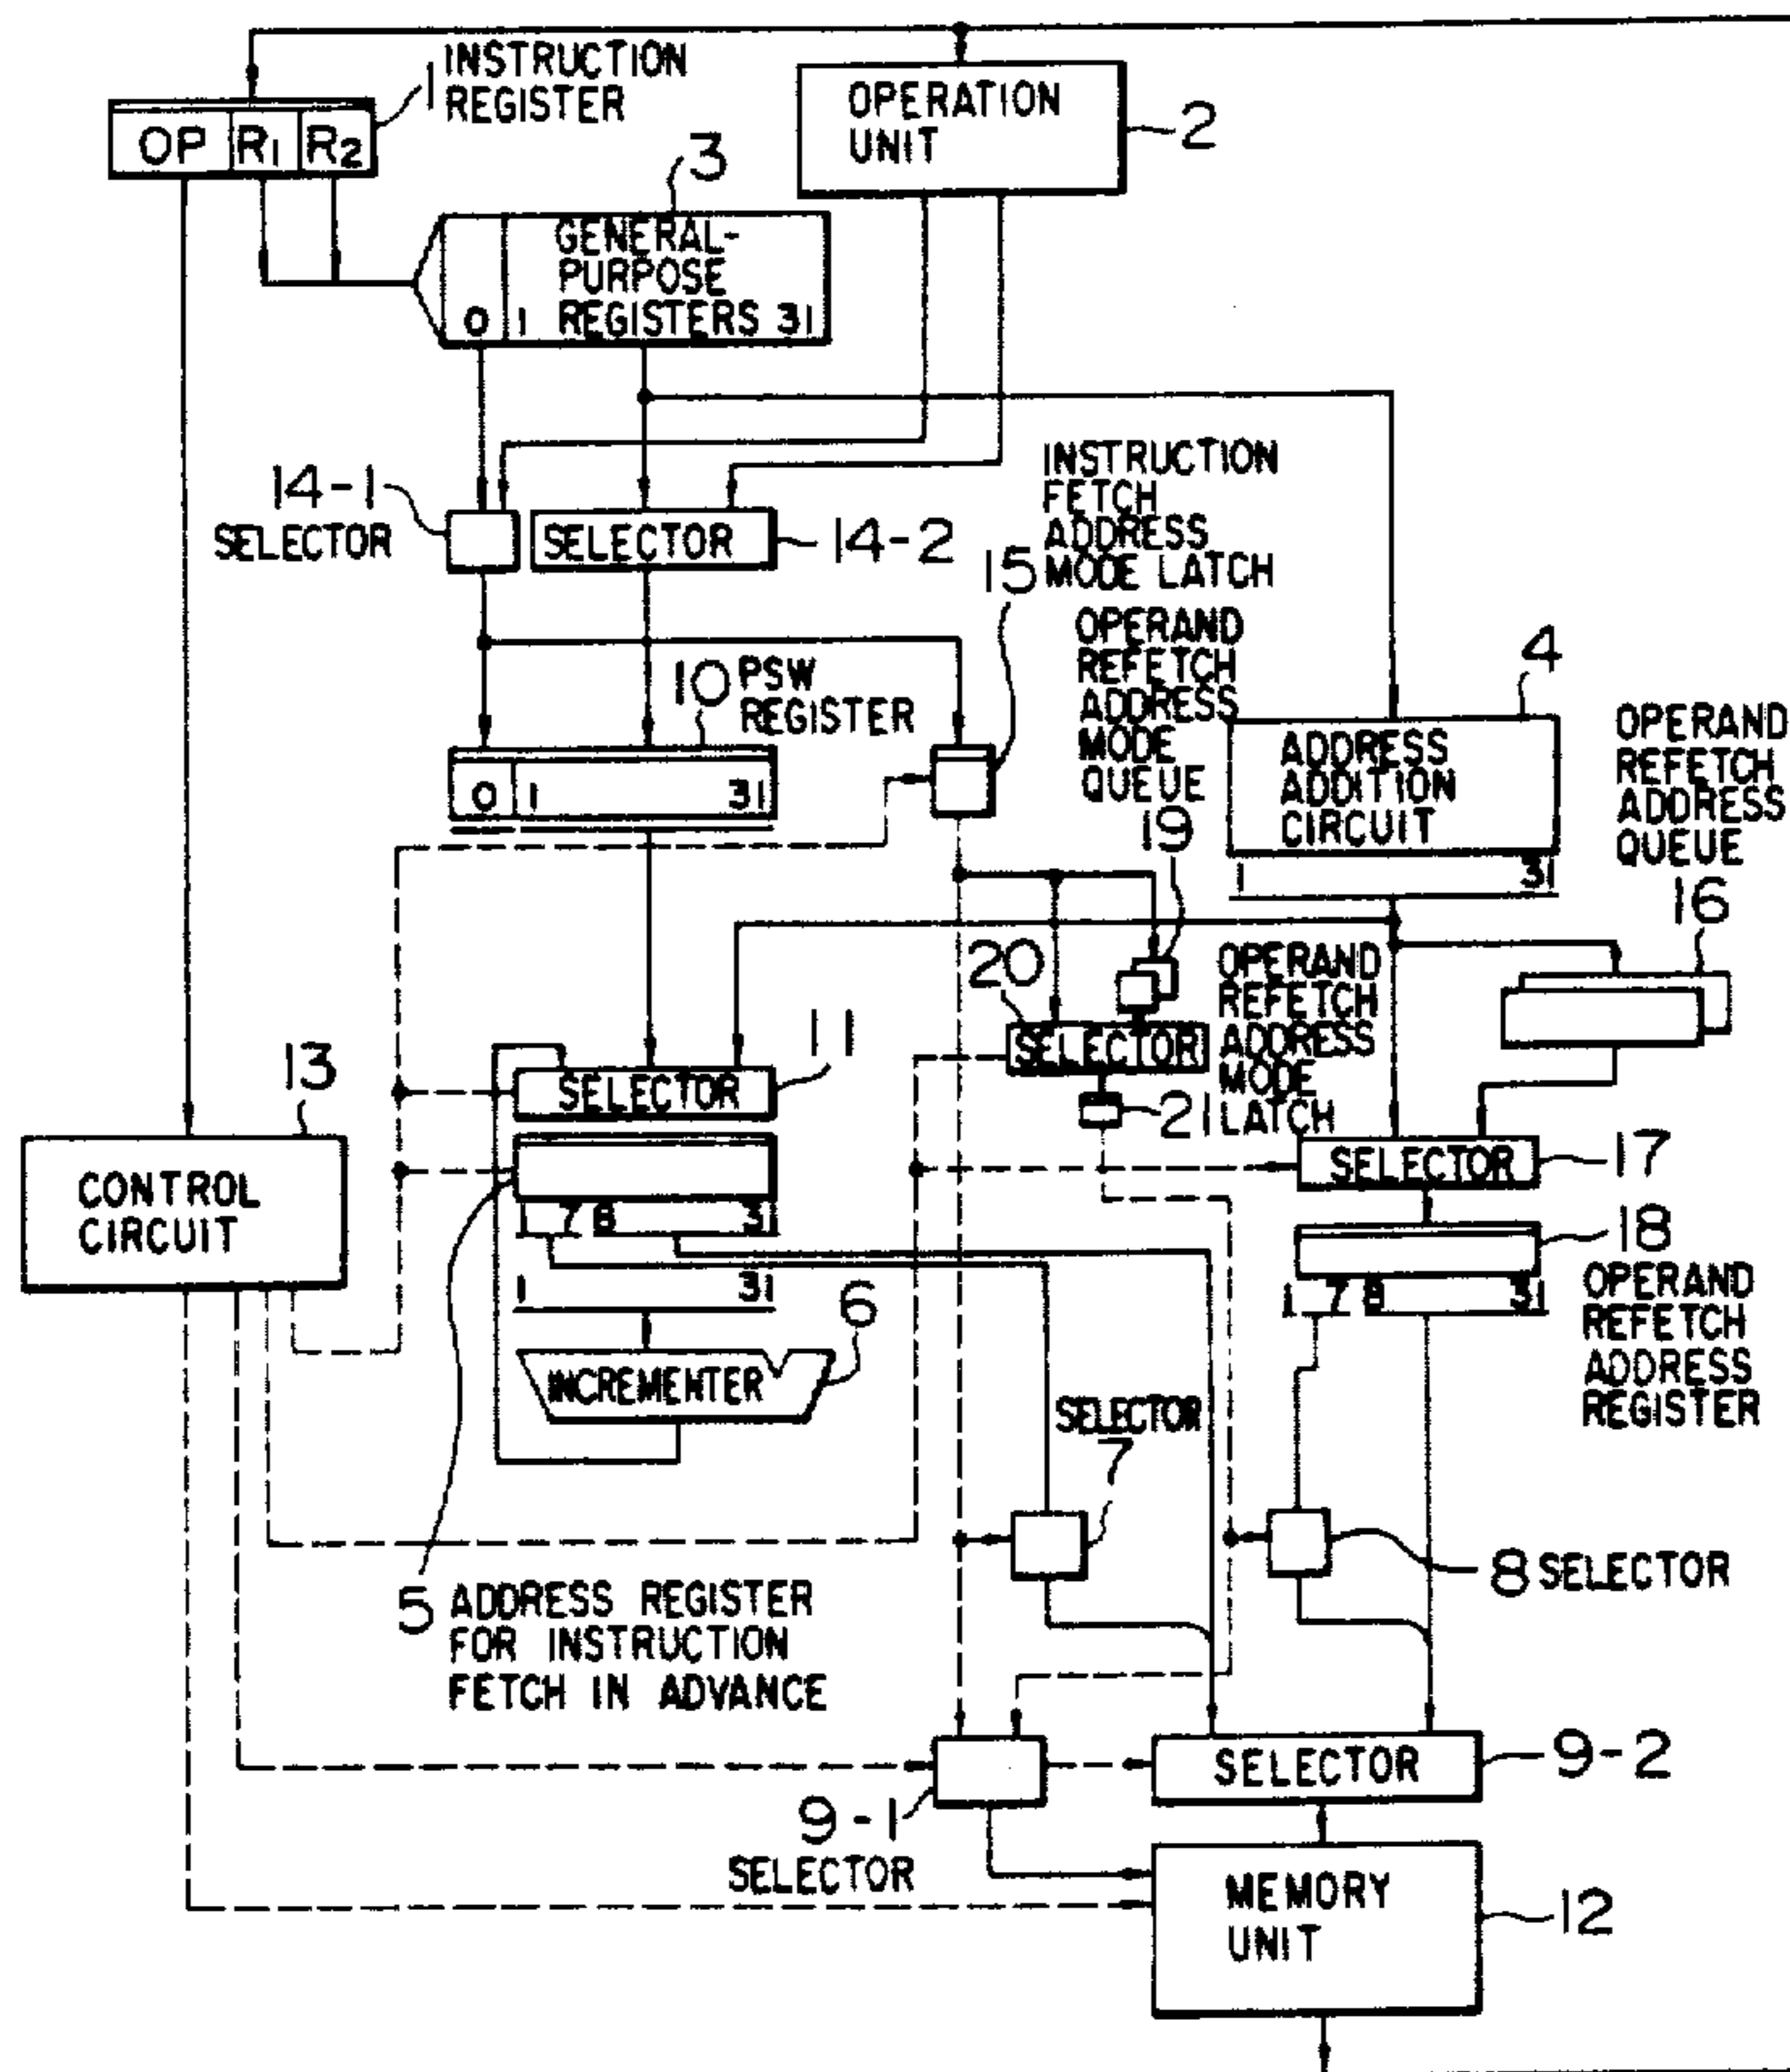 1 INSTRUCTION
REGISTER
OP R1 R2
OPERATION
UNIT
2
3
GENERAL-
PURPOSE
REGISTERS
0 1 31
14-1
SELECTOR
SELECTOR
14-2
INSTRUCTION
FETCH
ADDRESS
MODE LATCH
15
OPERAND
REFETCH
ADDRESS
MODE
QUEUE
19
10 PSW
REGISTER
0 1 31
4
ADDRESS
ADDITION
CIRCUIT
1 31
OPERAND
REFETCH
ADDRESS
QUEUE
16
20
SELECTOR
OPERAND
REFETCH
ADDRESS
MODE
LATCH
21
11
SELECTOR
13
CONTROL
CIRCUIT
1 7 8 31
1 31
6
INCREMENTER
SELECTOR
17
18
1 7 8 31
OPERAND
REFETCH
ADDRESS
REGISTER
SELECTOR
7
8 SELECTOR
5 ADDRESS REGISTER
FOR INSTRUCTION
FETCH IN ADVANCE
9-1
SELECTOR
SELECTOR
9-2
MEMORY
UNIT
12